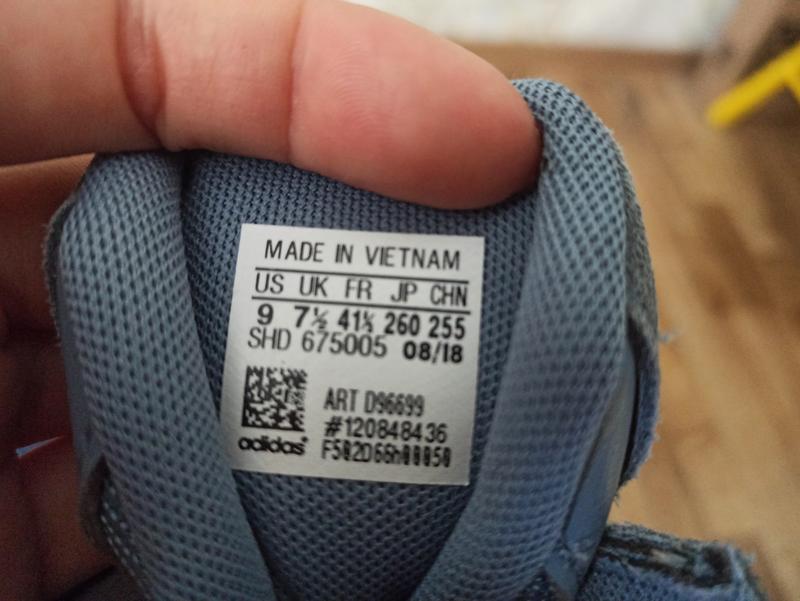 MADE IN VIETNAM
US UK FR JP CHN
9 7½ 41⅓ 260 255
SHD 675005 08/18
ART D96699
#120848436
adidas